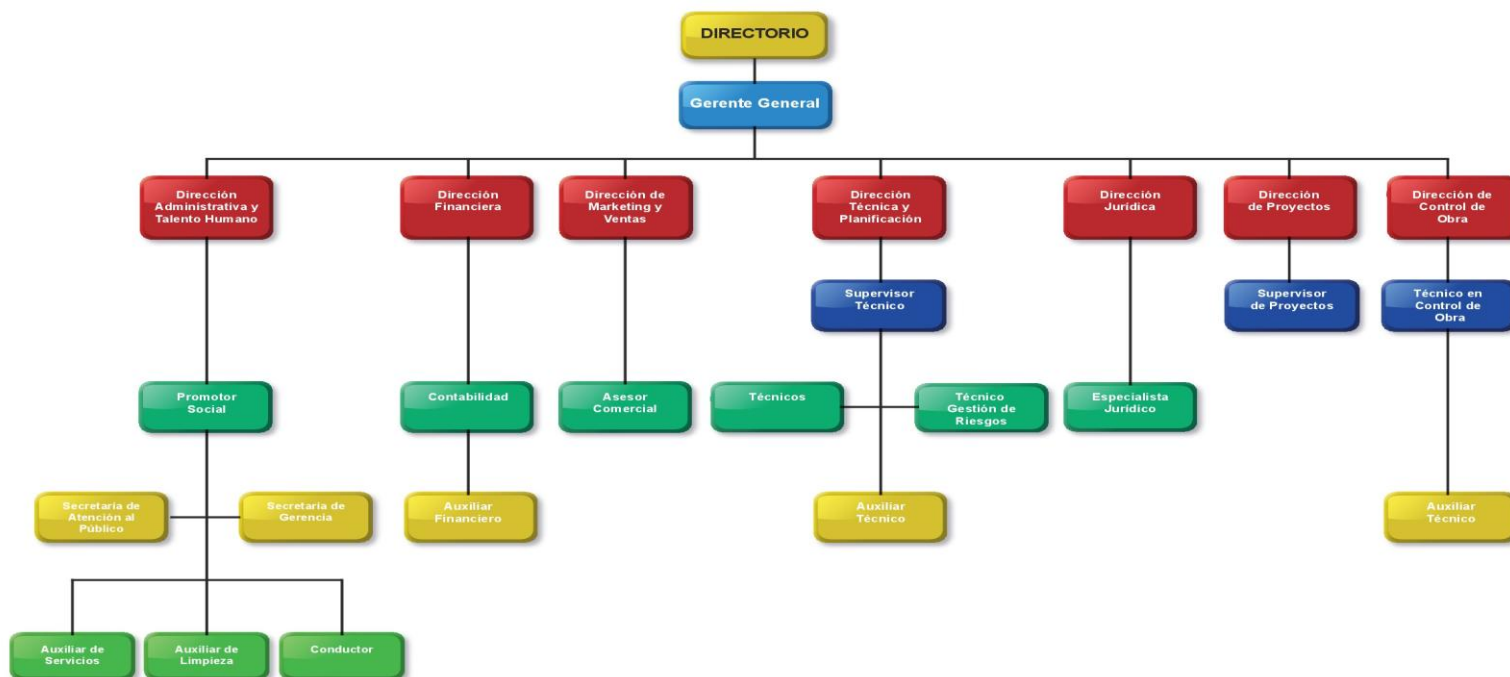 DIRECTORIO
Gerente General
Dirección
Administrativa y
Talento Humano
Dirección
Financiera
Dirección de
Marketing y
Ventas
Dirección
Técnica y
Planificación
Dirección
Jurídica
Dirección
de Proyectos
Dirección de
Control de
Obra
Supervisor
Técnico
Supervisor
de Proyectos
Técnico en
Control de
Obra
Promotor
Social
Contabilidad
Asesor
Comercial
Técnicos
Técnico
Gestión de
Riesgos
Especialista
Jurídico
Secretaría de
Atención al
Público
Secretaria de
Gerencia
Auxiliar
Financiero
Auxiliar
Técnico
Auxiliar
Técnico
Auxiliar de
Servicios
Auxiliar de
Limpieza
Conductor